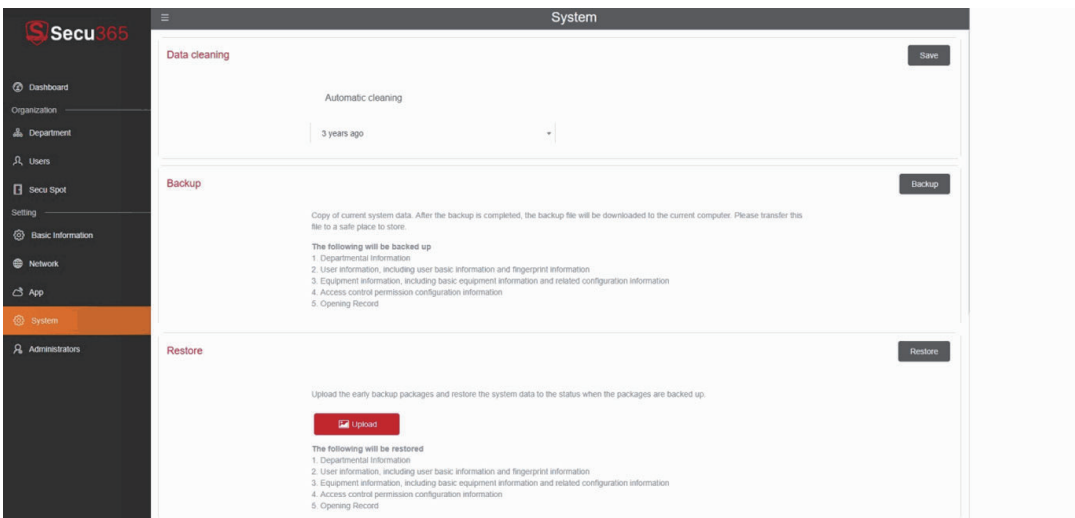 Secu365
System
Dashboard
Organization
Department
Users
Secu Spot
Setting
Basic Information
Network
App
System
Administrators
Data cleaning
Save
Automatic cleaning
3 years ago
Backup
Backup
Copy of current system data. After the backup is completed, the backup file will be downloaded to the current computer. Please transfer this
file to a safe place to store.
The following will be backed up
1. Departmental Information
2. User information, including user basic information and fingerprint information
3. Equipment information, including basic equipment information and related configuration information
4. Access control permission configuration information
5. Opening Record
Restore
Restore
Upload the early backup packages and restore the system data to the status when the packages are backed up.
Upload
The following will be restored
1. Departmental Information
2. User information, including user basic information and fingerprint information
3. Equipment information, including basic equipment information and related configuration information
4. Access control permission configuration information
5. Opening Record